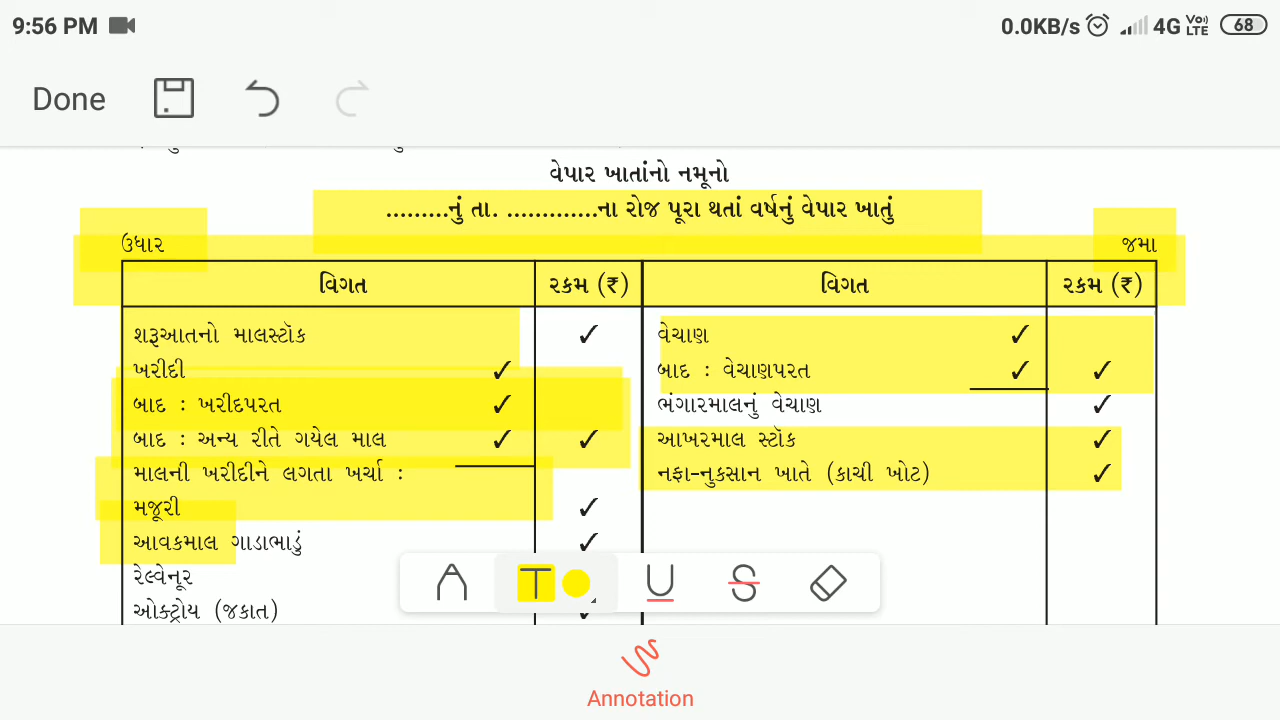 9:56 PM 0.0KB/s 4G Vo) LTE 68
Done
વેપાર ખાતાંનો નમૂનો
.........નું તા. .............ના રોજ પૂરા થતાં વર્ષનું વેપાર ખાતું
ઉધાર જમા
વિગત રકમ (₹) વિગત રકમ (₹)
શરૂઆતનો માલસ્ટૉક ✓ વેચાણ ✓
ખરીદી ✓ બાદ : વેચાણપરત ✓ ✓
બાદ : ખરીદપરત ✓ ભંગારમાલનું વેચાણ ✓
બાદ : અન્ય રીતે ગયેલ માલ ✓ ✓ આખરમાલ સ્ટૉક ✓
માલની ખરીદીને લગતા ખર્ચા : નફા-નુકસાન ખાતે (કાચી ખોટ) ✓
મજૂરી ✓
આવકમાલ ગાડાભાડું ✓
રેલ્વેનૂર
ઓક્ટ્રોય (જકાત)
Annotation